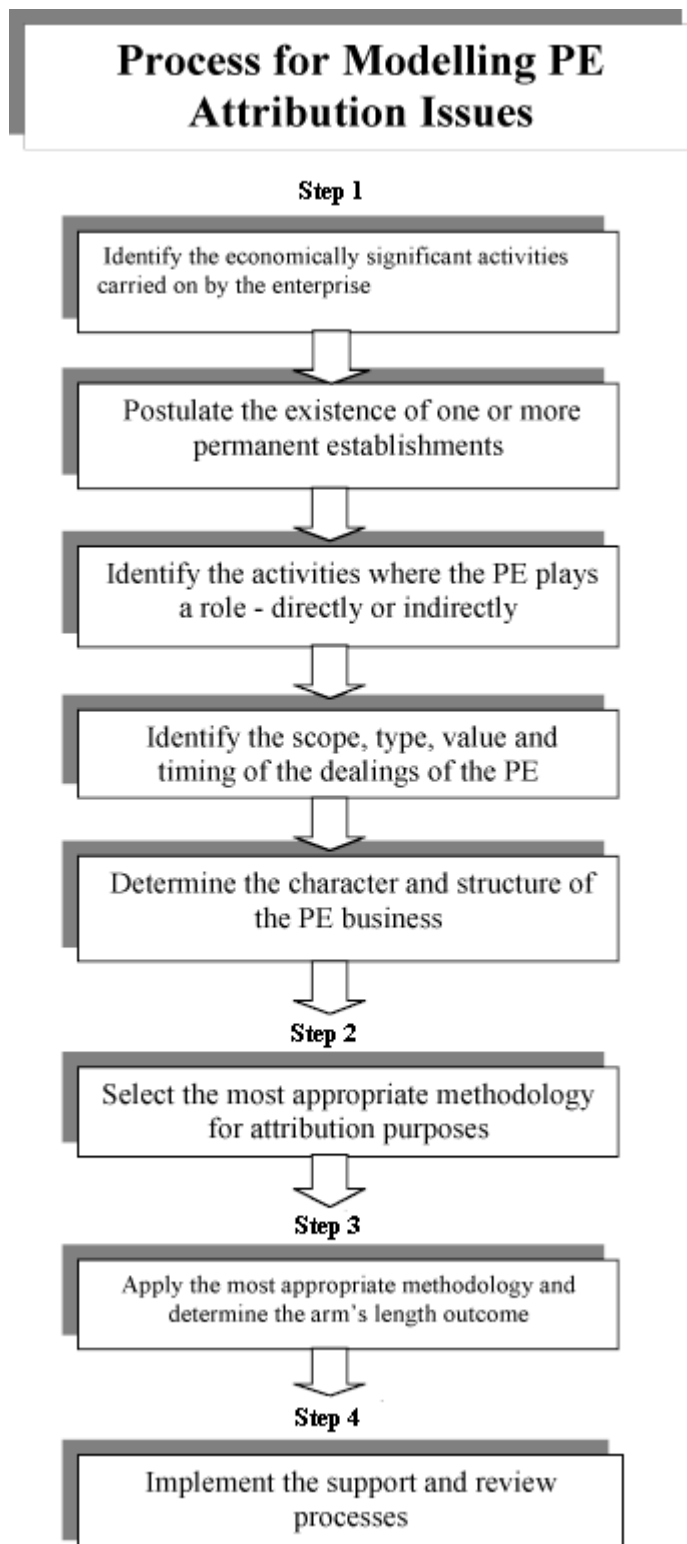 Process for Modelling PE
Attribution Issues
Step 1
Identify the economically significant activities
carried on by the enterprise
Postulate the existence of one or more
permanent establishments
Identify the activities where the PE plays
a role - directly or indirectly
Identify the scope, type, value and
timing of the dealings of the PE
Determine the character and structure of
the PE business
Step 2
Select the most appropriate methodology
for attribution purposes
Step 3
Apply the most appropriate methodology and
determine the arm's length outcome
Step 4
Implement the support and review
processes